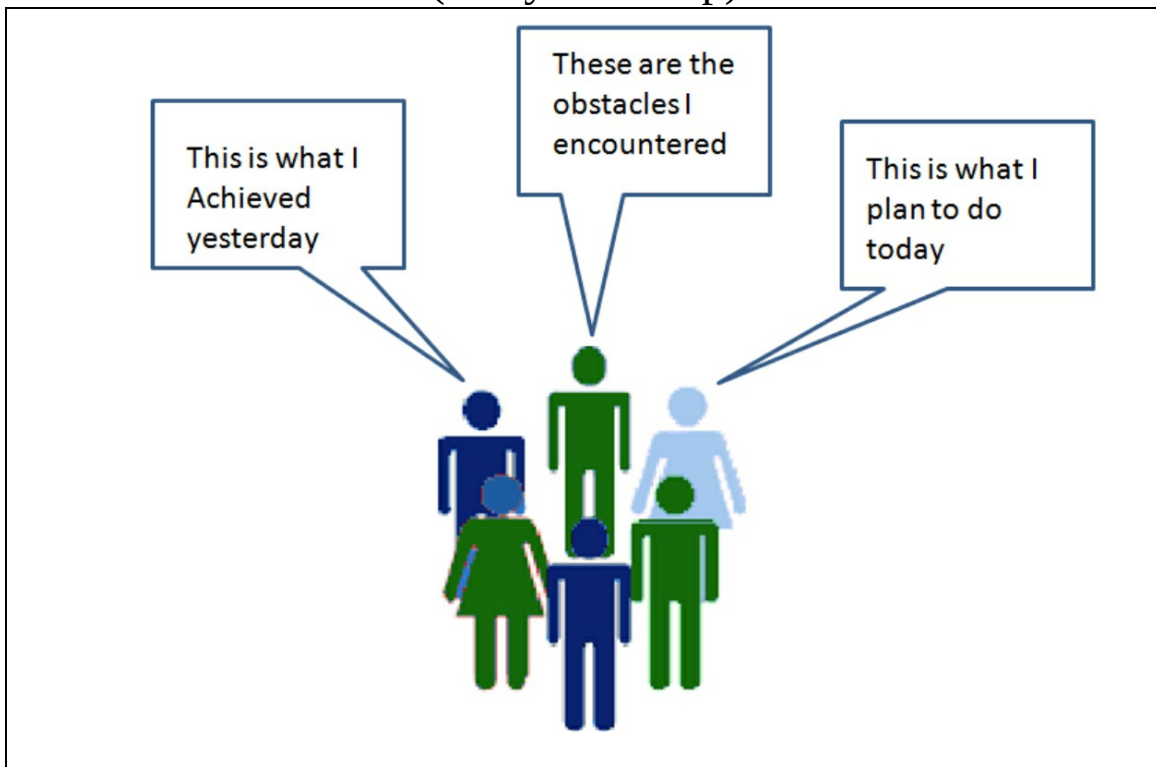 This is what I
Achieved
yesterday
These are the
obstacles I
encountered
This is what I
plan to do
today